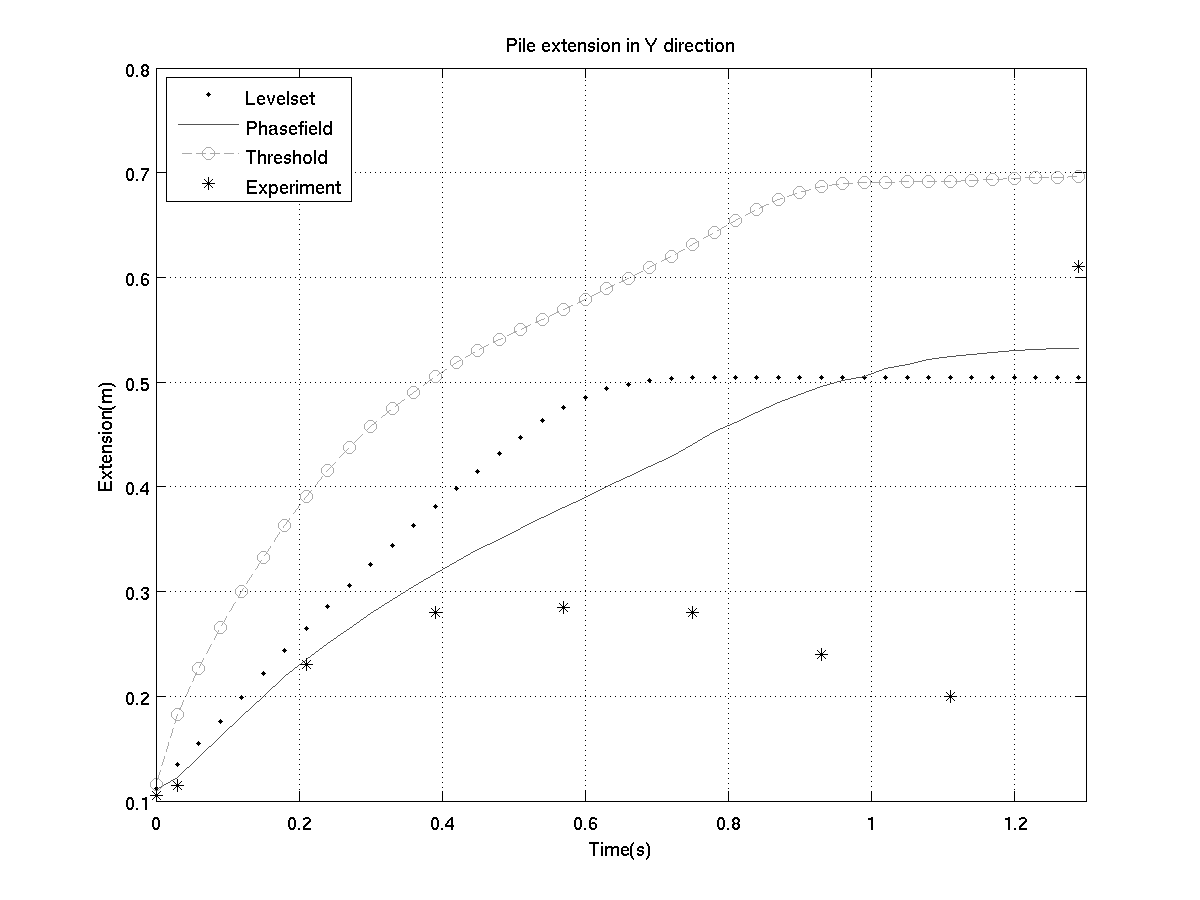 Pile extension in Y direction
0.8
Levelset
Phasefield
Threshold
Experiment
0.7
0.6
0.5
0.4
0.3
0.2
0.1
Extension(m)
0 0.2 0.4 0.6 0.8 1 1.2
Time(s)